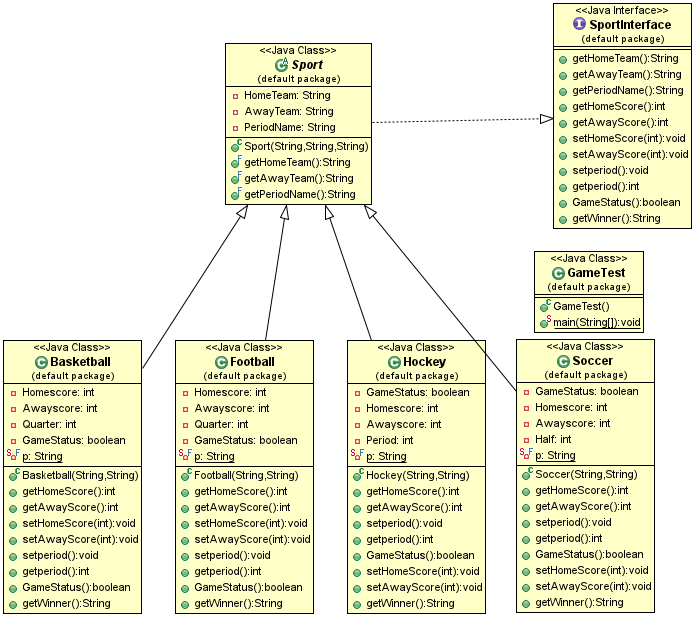 <<Java Interface>>
SportInterface
(default package)
getHomeTeam():String
getAwayTeam():String
getPeriodName():String
getHomeScore():int
getAwayScore():int
setHomeScore(int):void
setAwayScore(int):void
setperiod():void
getperiod():int
GameStatus():boolean
getWinner():String
<<Java Class>>
Sport
(default package)
HomeTeam: String
AwayTeam: String
PeriodName: String
Sport(String,String,String)
getHomeTeam():String
getAwayTeam():String
getPeriodName():String
<<Java Class>>
GameTest
(default package)
GameTest()
main(String[]):void
<<Java Class>>
Basketball
(default package)
Homescore: int
Awayscore: int
Quarter: int
GameStatus: boolean
p: String
Basketball(String,String)
getHomeScore():int
getAwayScore():int
setHomeScore(int):void
setAwayScore(int):void
setperiod():void
getperiod():int
GameStatus():boolean
getWinner():String
<<Java Class>>
Football
(default package)
Homescore: int
Awayscore: int
Quarter: int
GameStatus: boolean
p: String
Football(String,String)
getHomeScore():int
getAwayScore():int
setHomeScore(int):void
setAwayScore(int):void
setperiod():void
getperiod():int
GameStatus():boolean
getWinner():String
<<Java Class>>
Hockey
(default package)
GameStatus: boolean
Homescore: int
Awayscore: int
Period: int
p: String
Hockey(String,String)
getHomeScore():int
getAwayScore():int
setperiod():void
getperiod():int
GameStatus():boolean
setHomeScore(int):void
setAwayScore(int):void
getWinner():String
<<Java Class>>
Soccer
(default package)
GameStatus: boolean
Homescore: int
Awayscore: int
Half: int
p: String
Soccer(String,String)
getHomeScore():int
getAwayScore():int
setperiod():void
getperiod():int
GameStatus():boolean
setHomeScore(int):void
setAwayScore(int):void
getWinner():String